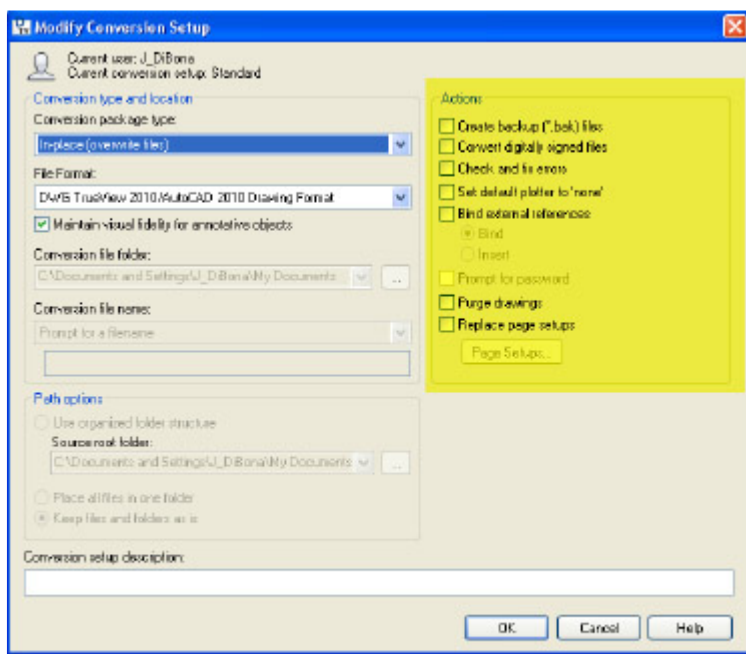 Modify Conversion Setup
Current user: J_DiBona
Current conversion setup: Standard
Conversion type and location
Conversion package type:
In-place (overwrite files)
File Format:
DWG TrueView 2010/AutoCAD 2010 Drawing Format
Maintain visual fidelity for annotative objects
Conversion file folder:
C:\Documents and Settings\J_DiBona\My Documents
...
Conversion file name:
Prompt for a filename
Path options
Use organized folder structure
Source root folder:
C:\Documents and Settings\J_DiBona\My Documents
...
Place all files in one folder
Keep files and folders as is
Actions
Create backup (*.bak) files
Convert digitally signed files
Check and fix errors
Set default plotter to 'none'
Bind external references
Bind
Insert
Prompt for password
Purge drawings
Replace page setups
Page Setups...
Conversion setup description:
OK
Cancel
Help